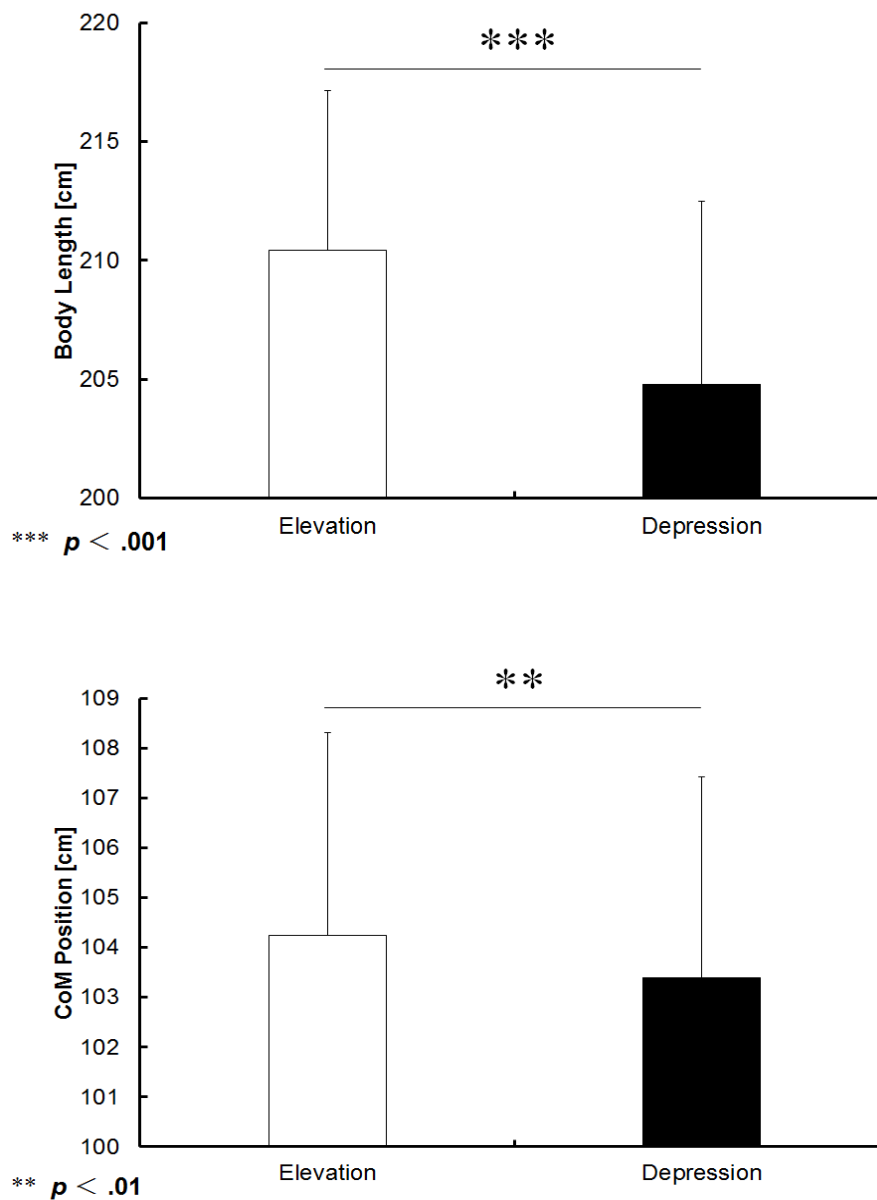 220
***
215
210
205
200
Body Length [cm]
Elevation Depression
*** p < .001
**
109
108
107
106
105
104
103
102
101
100
CoM Position [cm]
Elevation Depression
** p < .01